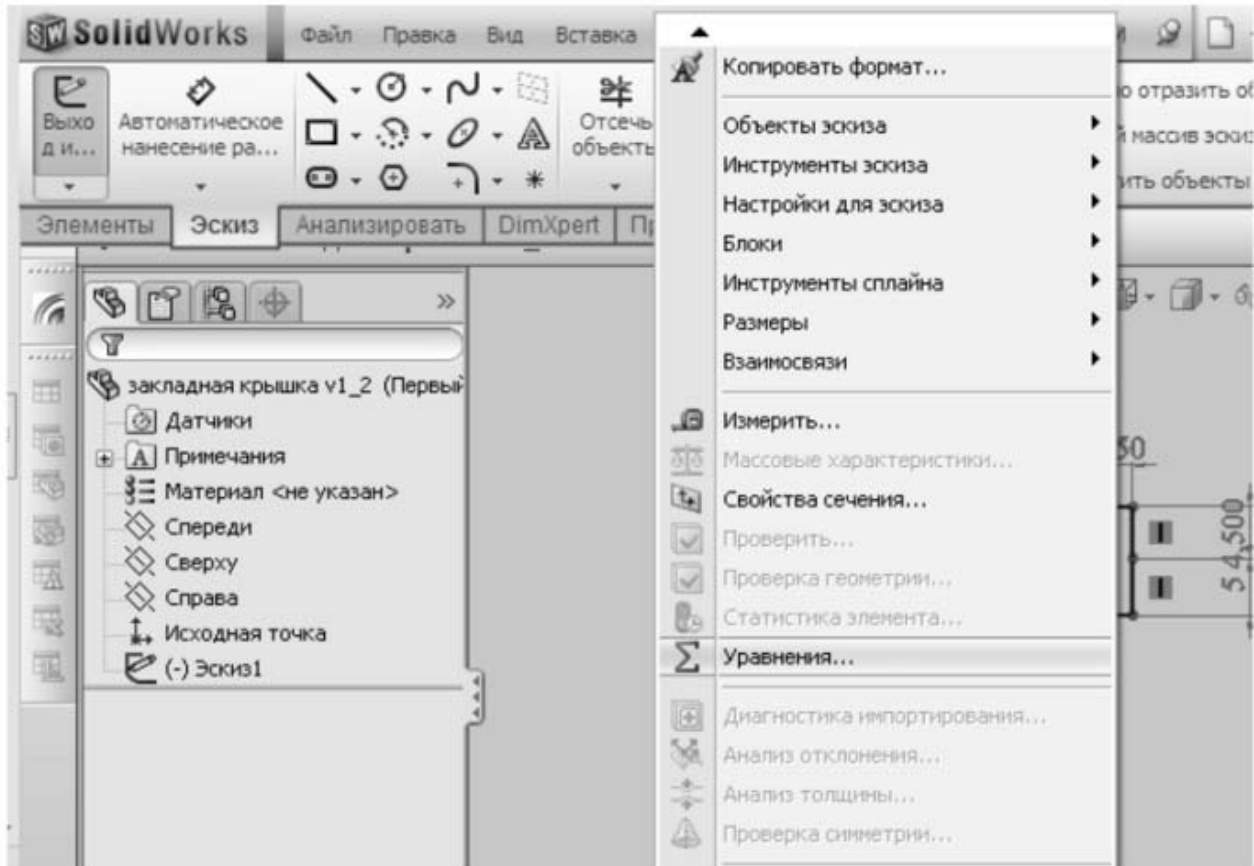 SolidWorks
Файл Правка Вид Вставка
Выхо
д и...
Автоматическое
нанесение ра...
Отсечь
объекты
Элементы Эскиз Анализировать DimXpert
закладная крышка v1_2 (Первый
Датчики
Примечания
Материал <не указан>
Спереди
Сверху
Справа
Исходная точка
(-) Эскиз1
Копировать формат...
Объекты эскиза
Инструменты эскиза
Настройки для эскиза
Блоки
Инструменты сплайна
Размеры
Взаимосвязи
Измерить...
Массовые характеристики...
Свойства сечения...
Проверить...
Проверка геометрии...
Статистика элемента...
Уравнения...
Диагностика импортирования...
Анализ отклонения...
Анализ толщины...
Проверка симметрии...
о отразить об
й массив эскиз
ить объекты
50
4,500
5